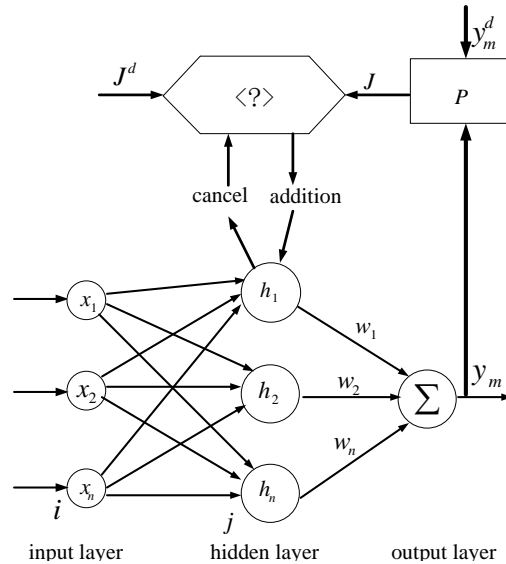 y_m^d
J^d
<?>
J
P
cancel
addition
x_1
h_1
w_1
x_2
h_2
w_2
Σ
y_m
x_n
h_n
w_n
i
j
input layer
hidden layer
output layer